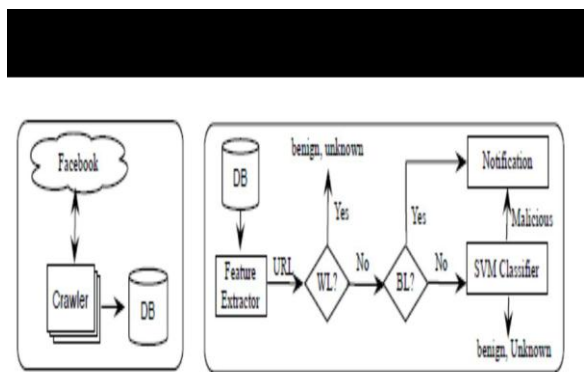 Facebook
Crawler
DB
DB
Feature
Extractor
URL
benign, unknown
Yes
WL?
No
BL?
Yes
No
Notification
Malicious
SVM Classifier
benign, Unknown